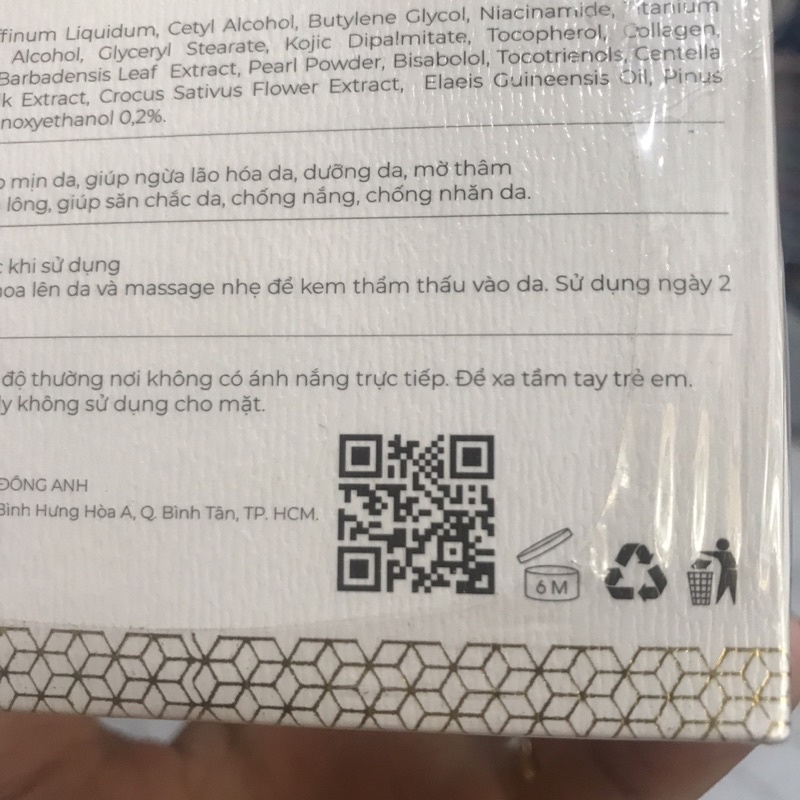 ffinum Liquidum, Cetyl Alcohol, Butylene Glycol, Niacinamide, Titanium
Alcohol, Glyceryl Stearate, Kojic Dipalmitate, Tocopherol, Collagen,
Barbadensis Leaf Extract, Pearl Powder, Bisabolol, Tocotrienols, Centella
k Extract, Crocus Sativus Flower Extract, Elaeis Guineensis Oil, Pinus
noxyethanol 0,2%.
mịn da, giúp ngừa lão hóa da, dưỡng da, mờ thâm
lông, giúp săn chắc da, chống nắng, chống nhăn da.
khi sử dụng
hoa lên da và massage nhẹ để kem thẩm thấu vào da. Sử dụng ngày 2
độ thường nơi không có ánh nắng trực tiếp. Để xa tầm tay trẻ em.
y không sử dụng cho mặt.
ĐÔNG ANH
Bình Hưng Hòa A, Q. Bình Tân, TP. HCM.
6 M